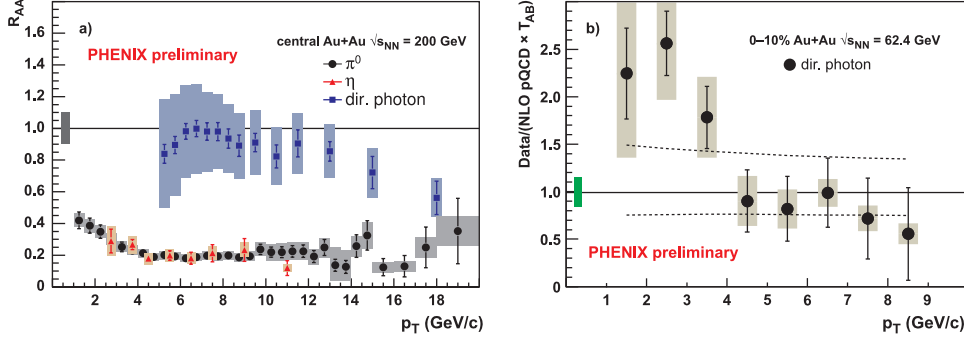 R_AA
1.6
1.4
1.2
1.0
0.8
0.6
0.4
0.2
0
a)
central Au+Au √s_NN = 200 GeV
PHENIX preliminary
π⁰
η
dir. photon
2 4 6 8 10 12 14 16 18
p_T (GeV/c)
Data/(NLO pQCD × T_AB)
2.5
2.0
1.5
1.0
0.5
0
b)
0–10% Au+Au √s_NN = 62.4 GeV
dir. photon
PHENIX preliminary
1 2 3 4 5 6 7 8 9
p_T (GeV/c)